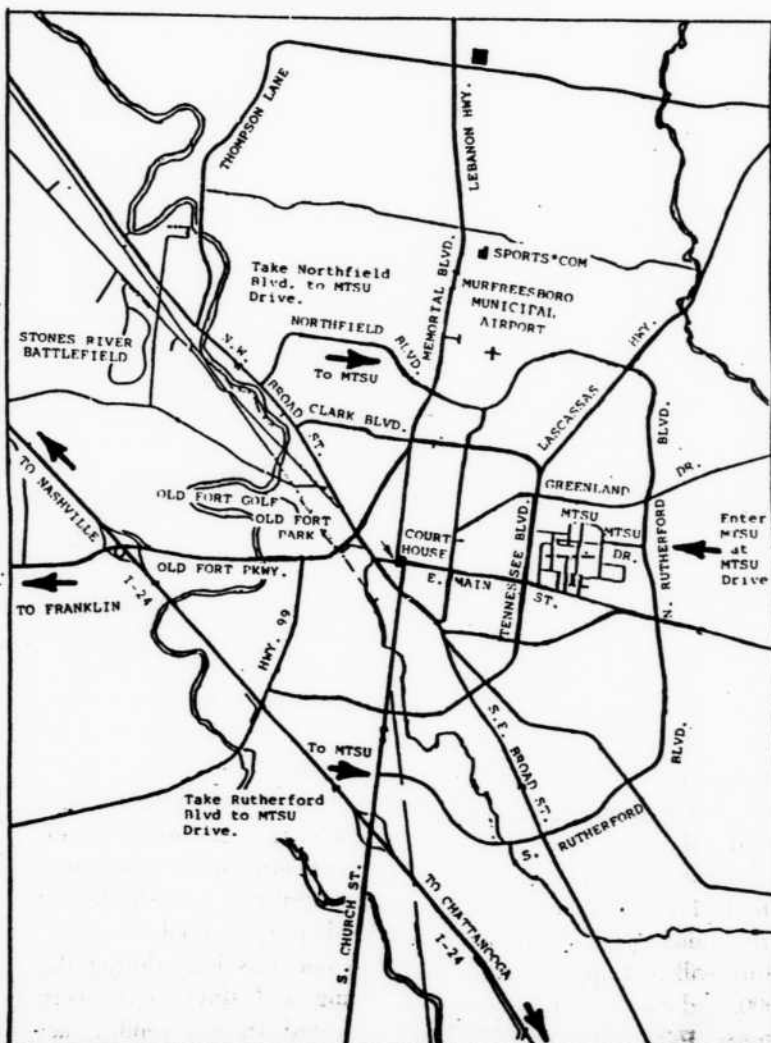 THOMPSON LANE
LEBANON HWY.
SPORTS*COM
Take Northfield
Blvd. to MTSU
Drive.
MEMORIAL BLVD.
MURFREESBORO
MUNICIPAL
AIRPORT
NORTHFIELD
BLVD.
STONES RIVER
BATTLEFIELD
N.W.
BROAD ST.
To MTSU
CLARK BLVD.
LASCASSAS
HWY.
BLVD.
GREENLAND
DR.
TO NASHVILLE
OLD FORT GOLF
OLD FORT
PARK
COURT
HOUSE
TENNESSEE BLVD.
MTSU
MTSU
DR.
Enter
MTSU
at
MTSU
Drive
OLD FORT PKWY.
E. MAIN
ST.
N. RUTHERFORD
TO FRANKLIN
I-24
HWY. 99
S.E.
BROAD ST.
BLVD.
To MTSU
Take Rutherford
Blvd to MTSU
Drive.
S. RUTHERFORD
S. CHURCH ST.
TO CHATTANOOGA
I-24